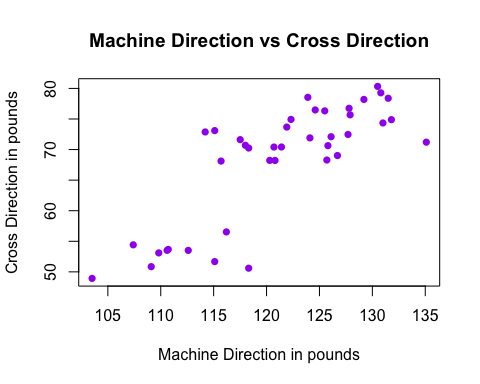 Machine Direction vs Cross Direction
Cross Direction in pounds
80
70
60
50
105 110 115 120 125 130 135
Machine Direction in pounds